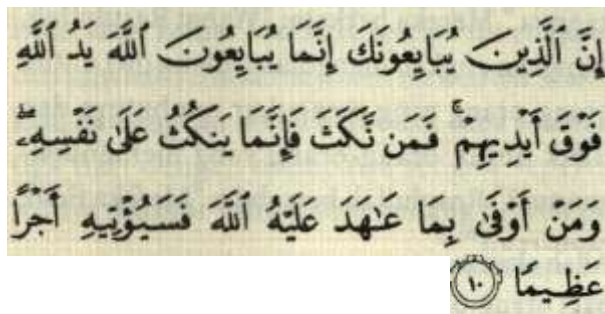 إِنَّ ٱلَّذِينَ يُبَايِعُونَكَ إِنَّمَا يُبَايِعُونَ ٱللَّهَ يَدُ ٱللَّهِ
فَوْقَ أَيْدِيهِمْ ۚ فَمَن نَّكَثَ فَإِنَّمَا يَنكُثُ عَلَىٰ نَفْسِهِۦ ۖ
وَمَنْ أَوْفَىٰ بِمَا عَـٰهَدَ عَلَيْهُ ٱللَّهَ فَسَيُؤْتِيهِ أَجْرًا
عَظِيمًا ١٠